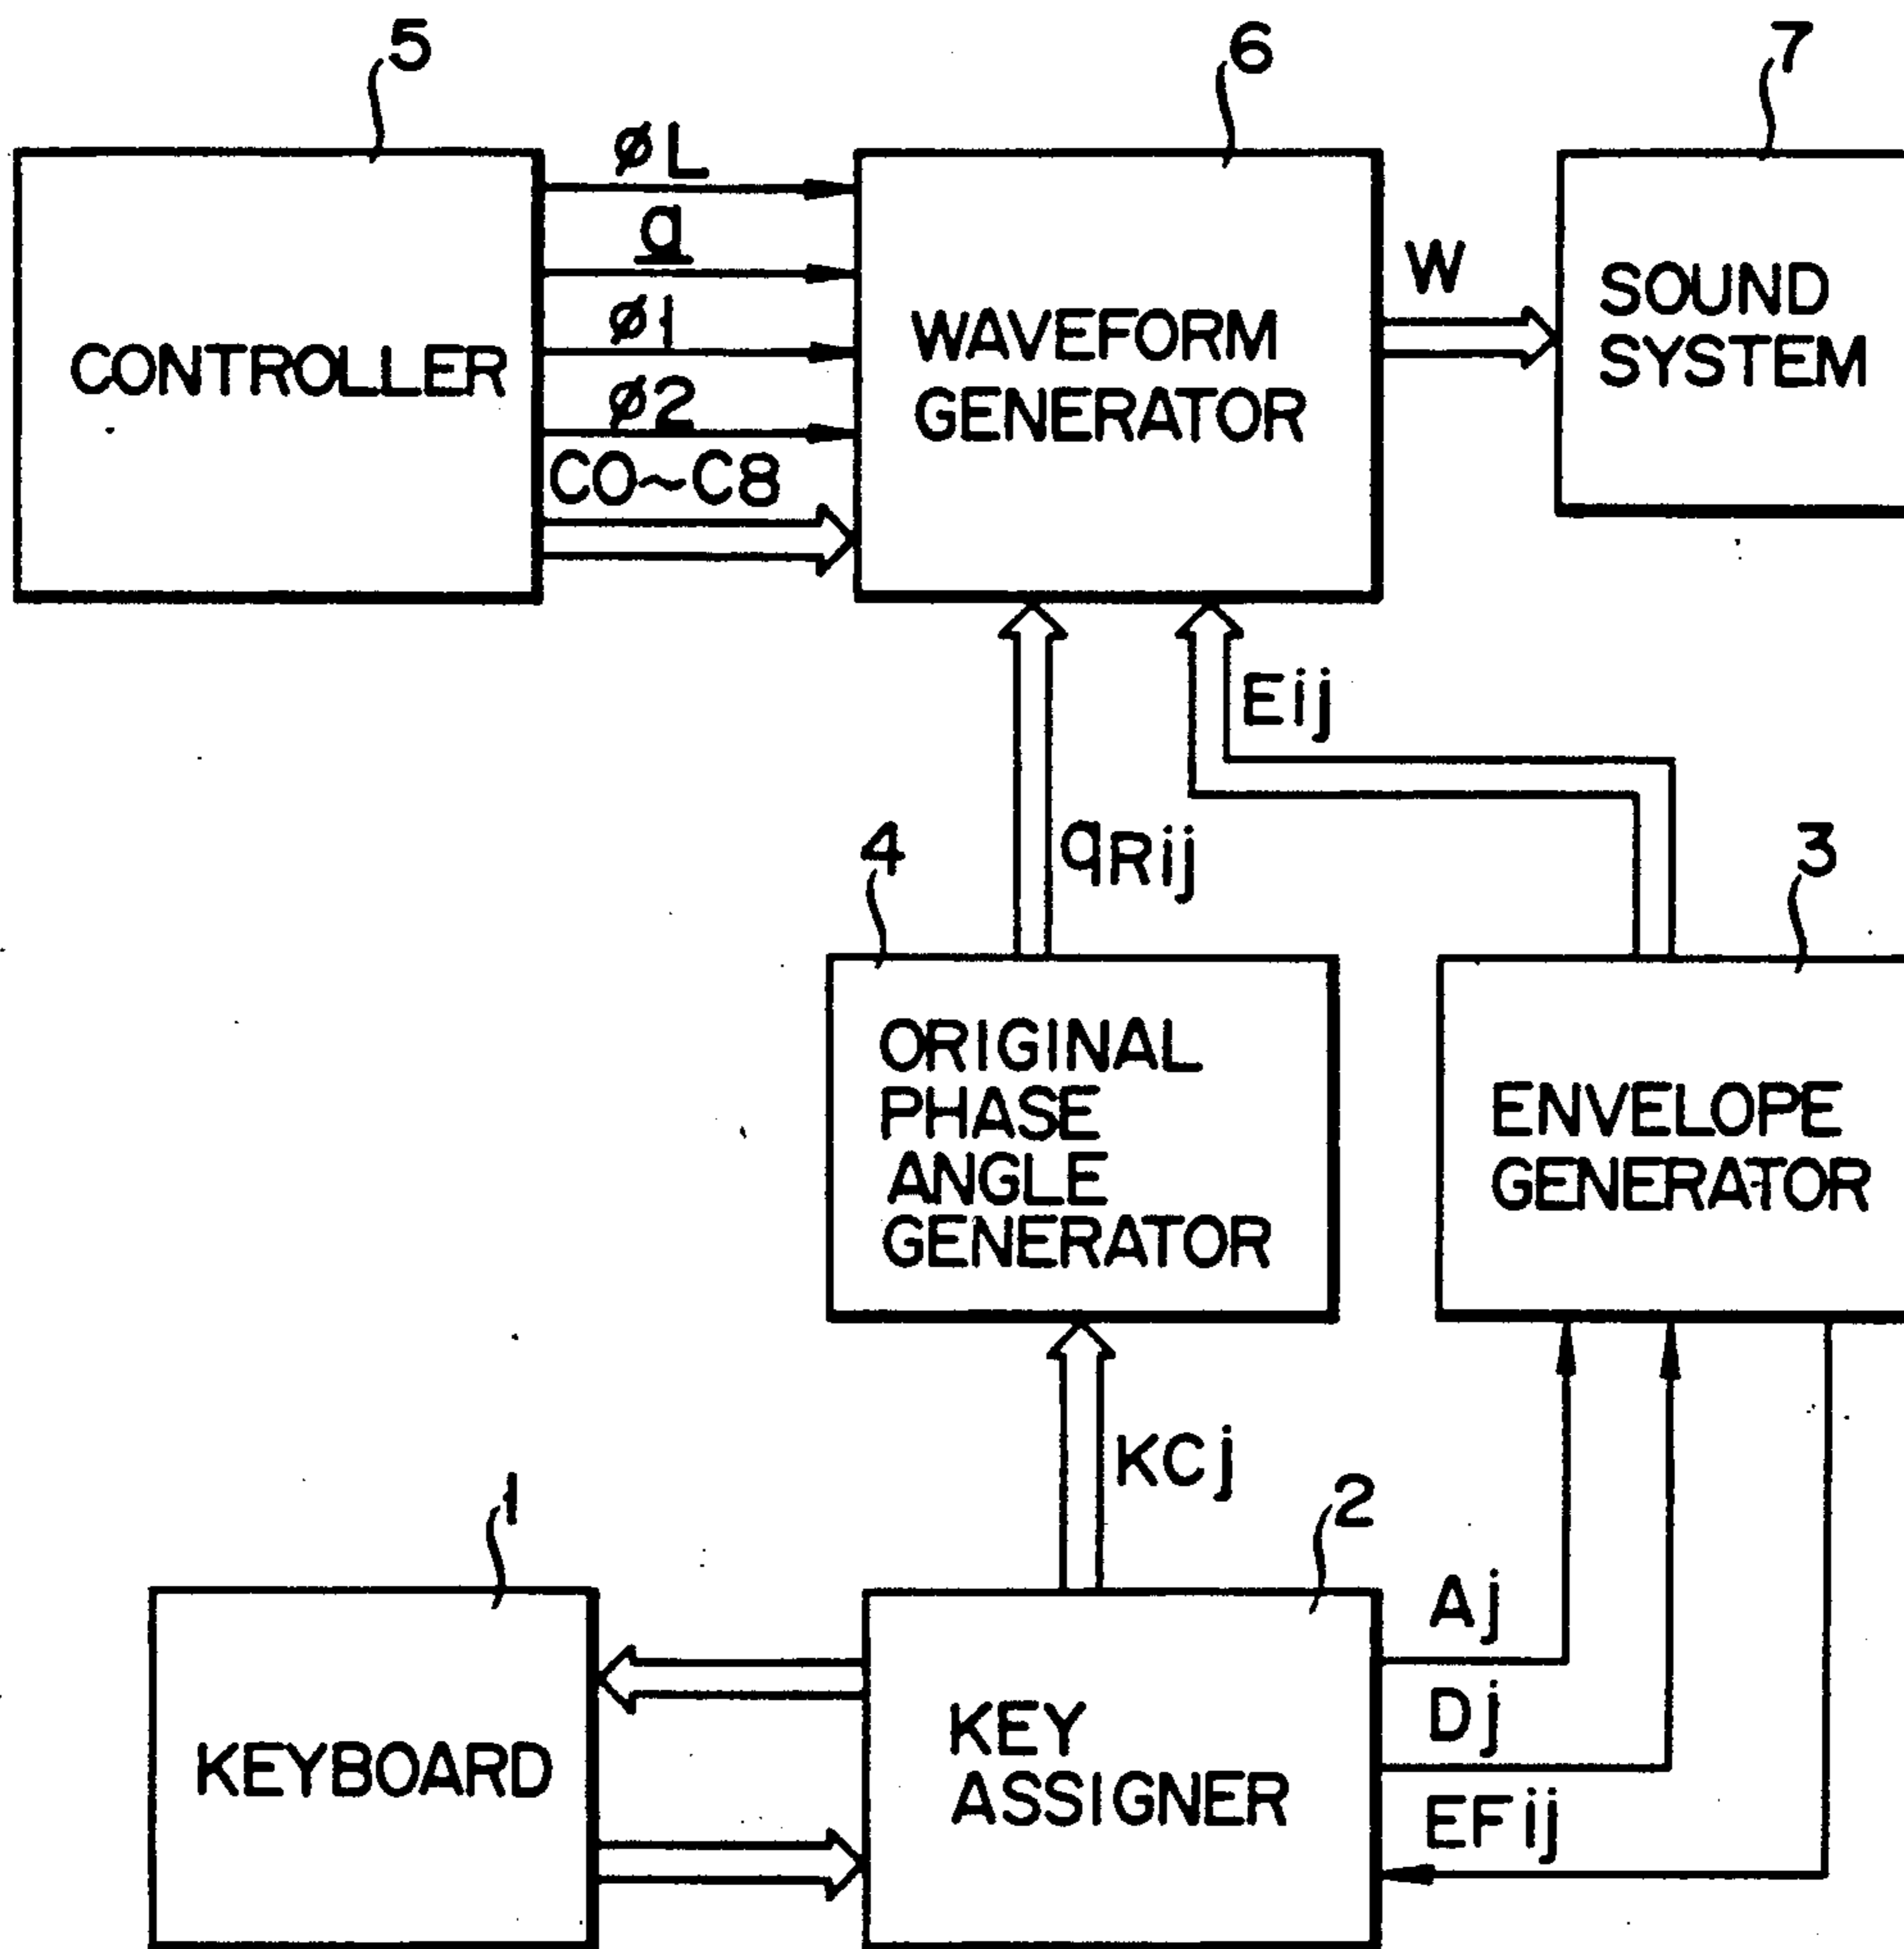 5
6
7
øL
a
ø1
ø2
CO~C8
CONTROLLER
WAVEFORM
GENERATOR
W
SOUND
SYSTEM
Eij
qRij
4
3
ORIGINAL
PHASE
ANGLE
GENERATOR
ENVELOPE
GENERATOR
KCj
1
2
Aj
Dj
EFij
KEYBOARD
KEY
ASSIGNER